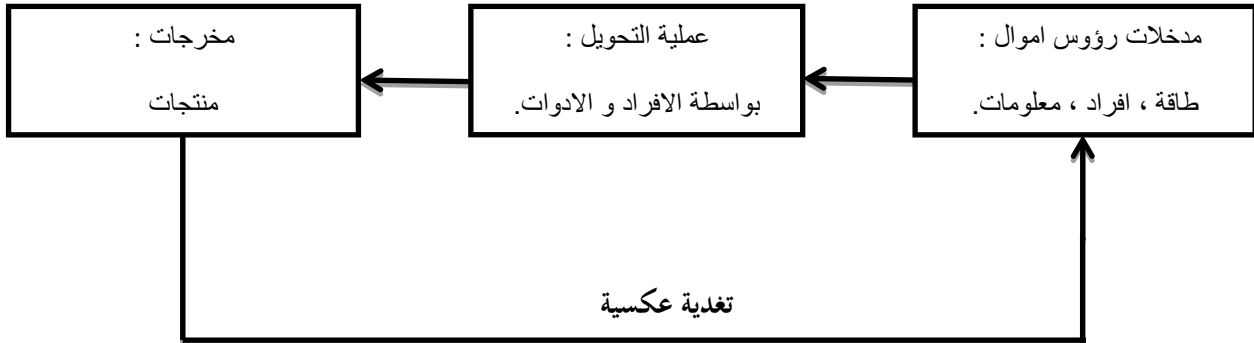 مدخلات رؤوس اموال :
طاقة ، افراد ، معلومات.
عملية التحويل :
بواسطة الافراد و الادوات.
مخرجات :
منتجات
تغدية عكسية